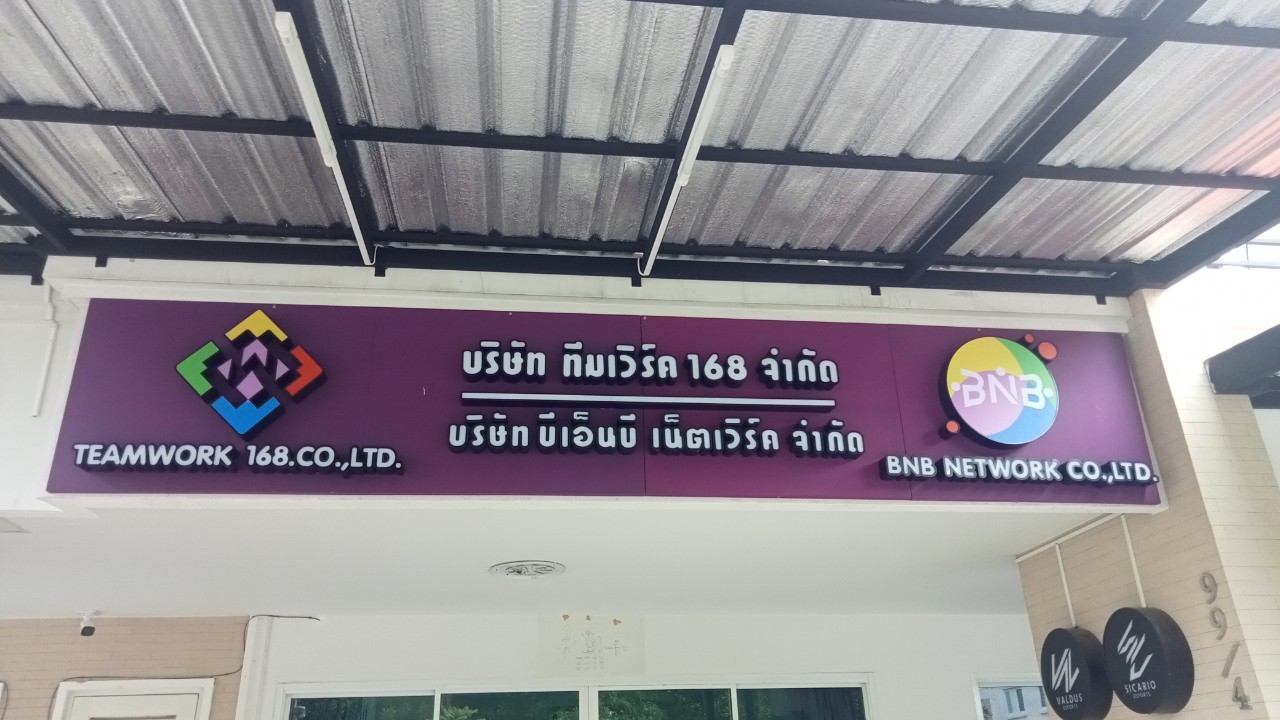 บริษัท ทีมเวิร์ค 168 จำกัด
บริษัท บีเอ็นบี เน็ตเวิร์ค จำกัด
TEAMWORK 168.CO.,LTD.
BNB
BNB NETWORK CO.,LTD.
VALDUS
ESPORTS
SICARIO
ESPORTS
99/4